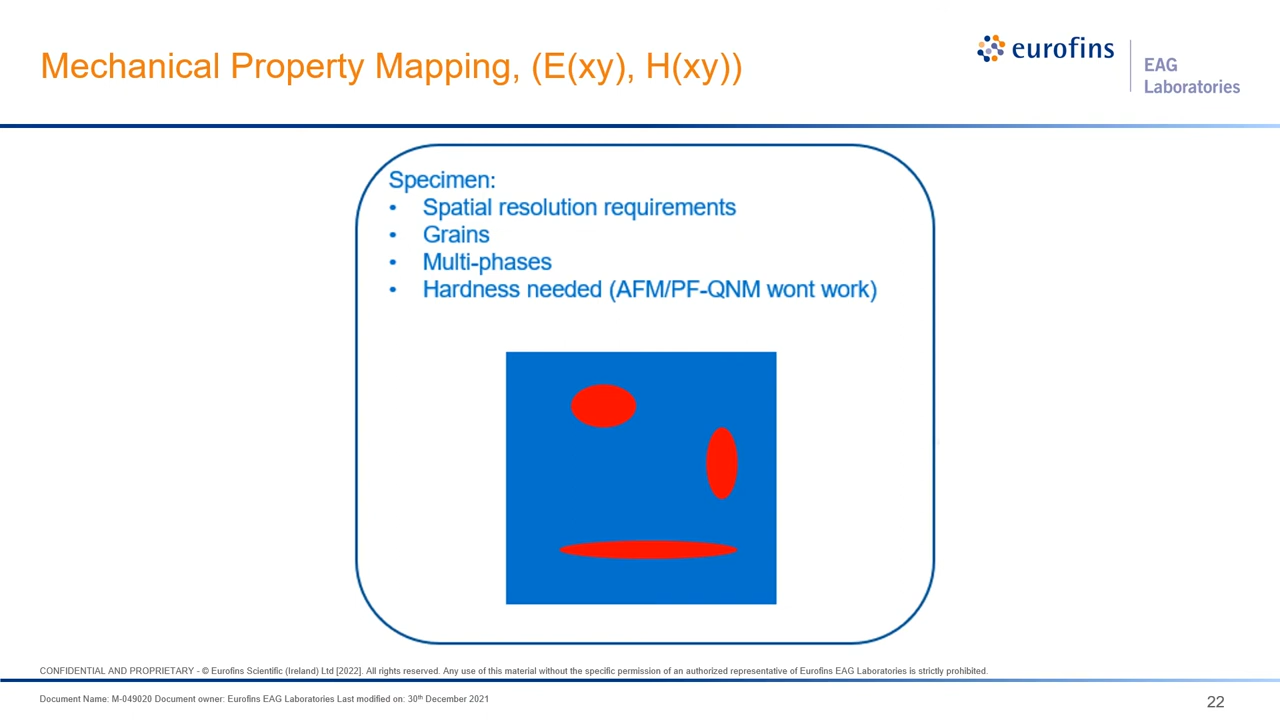 Mechanical Property Mapping, (E(xy), H(xy))
eurofins
EAG
Laboratories
Specimen:
• Spatial resolution requirements
• Grains
• Multi-phases
• Hardness needed (AFM/PF-QNM wont work)
CONFIDENTIAL AND PROPRIETARY - © Eurofins Scientific (Ireland) Ltd [2022]. All rights reserved. Any use of this material without the specific permission of an authorized representative of Eurofins EAG Laboratories is strictly prohibited.
Document Name: M-049020 Document owner: Eurofins EAG Laboratories Last modified on: 30th December 2021
22